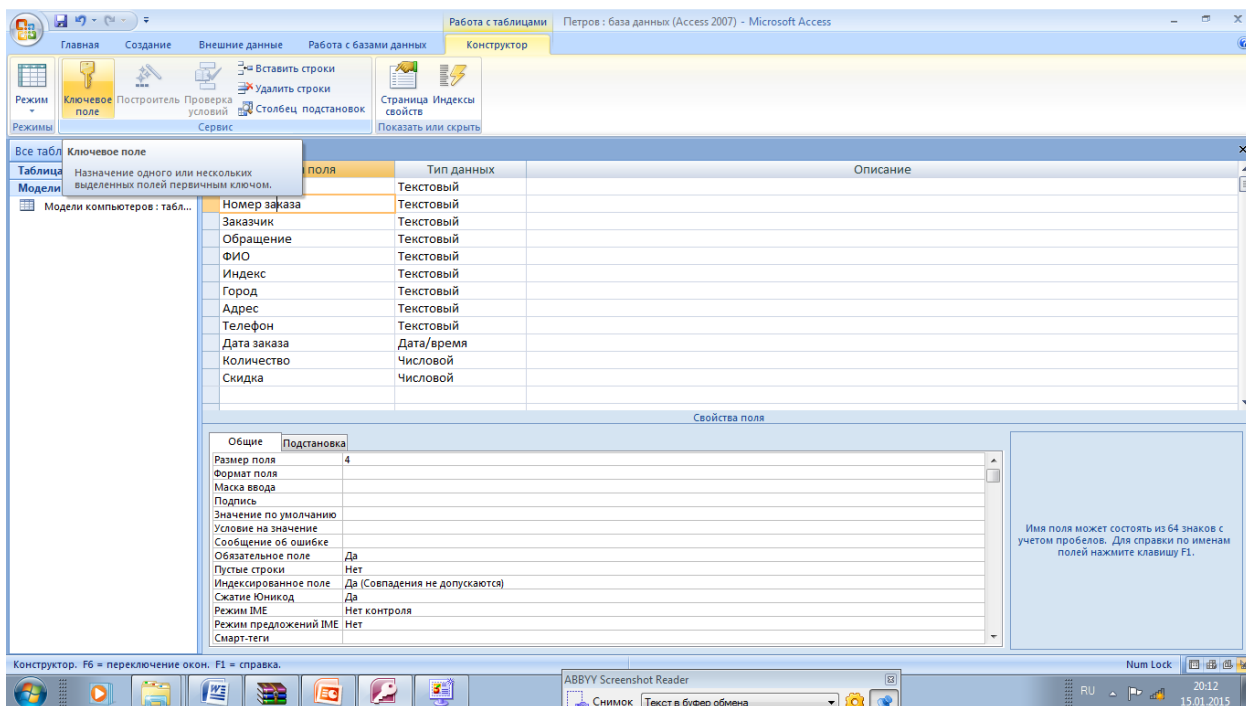 Работа с таблицами
Петров : база данных (Access 2007) - Microsoft Access
Главная
Создание
Внешние данные
Работа с базами данных
Конструктор
Режим
Ключевое поле
Построитель
Проверка условий
Вставить строки
Удалить строки
Столбец подстановок
Страница свойств
Индексы
Режимы
Сервис
Показать или скрыть
Все табл
Ключевое поле
Назначение одного или нескольких
выделенных полей первичным ключом.
Таблица
поля
Тип данных
Описание
Модели
Текстовый
Модели компьютеров : табл...
Номер заказа
Текстовый
Заказчик
Текстовый
Обращение
Текстовый
ФИО
Текстовый
Индекс
Текстовый
Город
Текстовый
Адрес
Текстовый
Телефон
Текстовый
Дата заказа
Дата/время
Количество
Числовой
Скидка
Числовой
Свойства поля
Общие
Подстановка
Размер поля
4
Формат поля
Маска ввода
Подпись
Значение по умолчанию
Условие на значение
Сообщение об ошибке
Обязательное поле
Да
Пустые строки
Нет
Индексированное поле
Да (Совпадения не допускаются)
Сжатие Юникод
Да
Режим IME
Нет контроля
Режим предложений IME
Нет
Смарт-теги
Имя поля может состоять из 64 знаков с
учетом пробелов. Для справки по именам
полей нажмите клавишу F1.
Конструктор. F6 = переключение окон. F1 = справка.
Num Lock
ABBYY Screenshot Reader
Снимок
Текст в буфер обмена
RU
20:12
15.01.2015